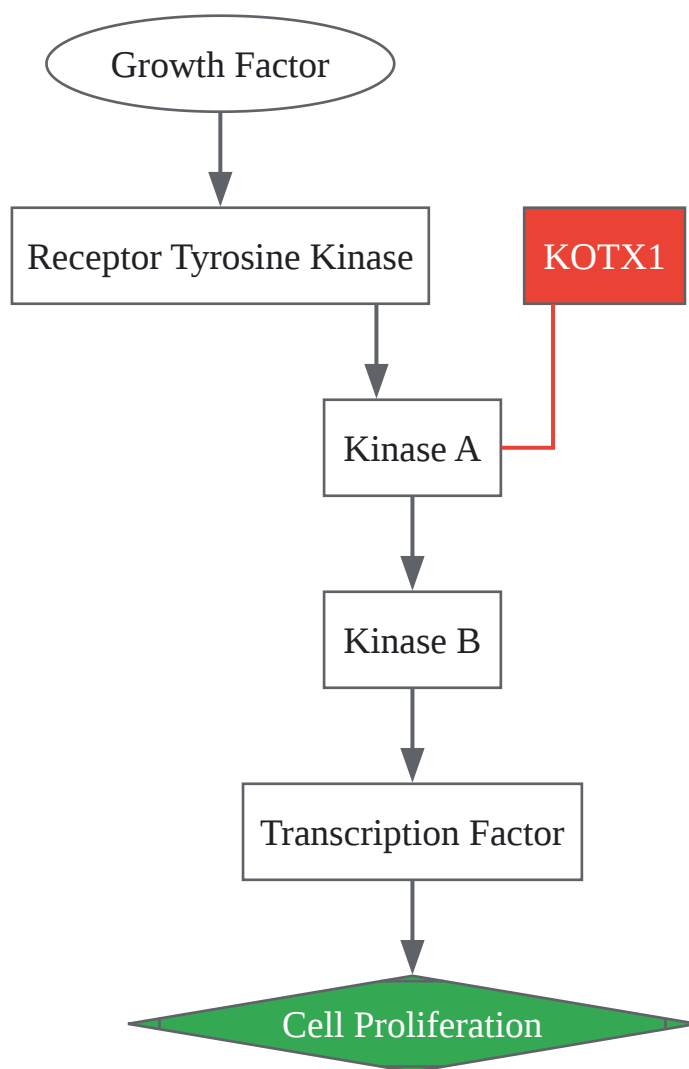 Growth Factor
Receptor Tyrosine Kinase
KOTX1
Kinase A
Kinase B
Transcription Factor
Cell Proliferation